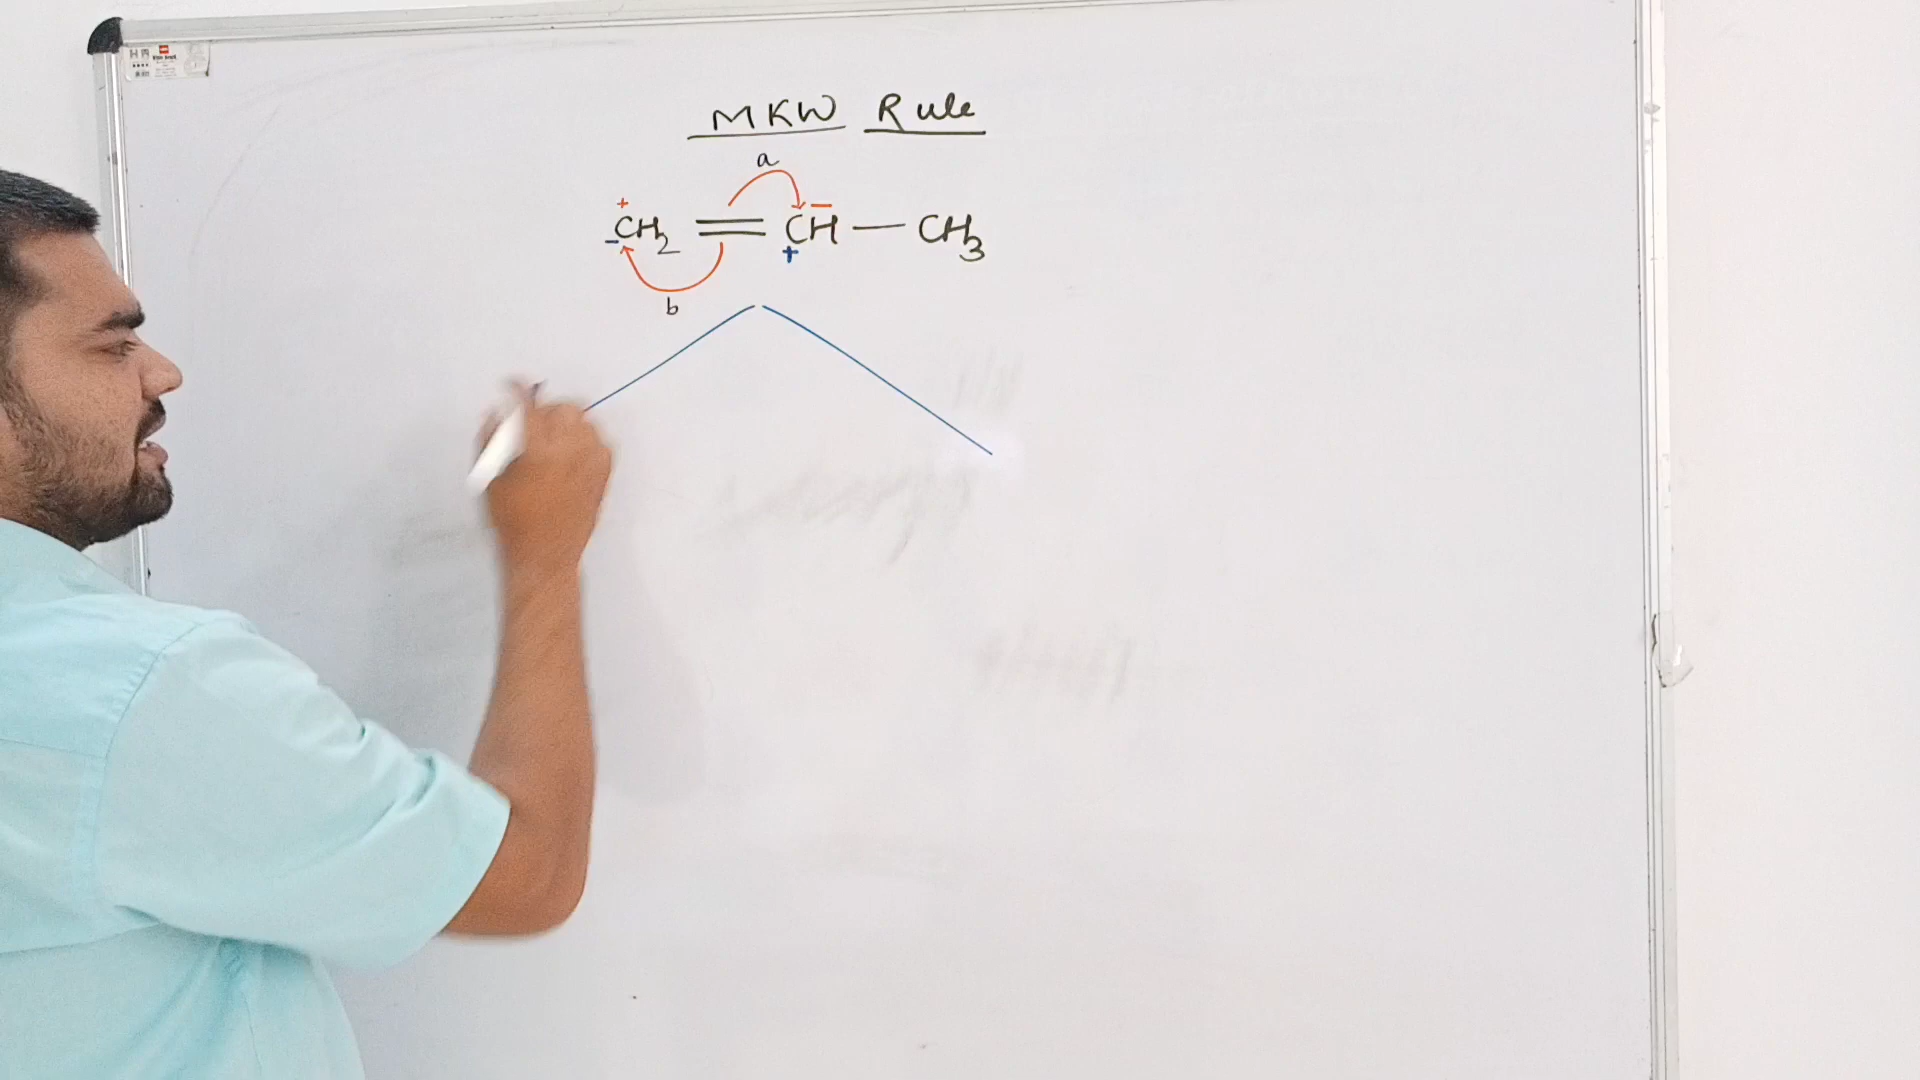 MKW Rule
a
+ –
CH2 = CH — CH3
– +
b